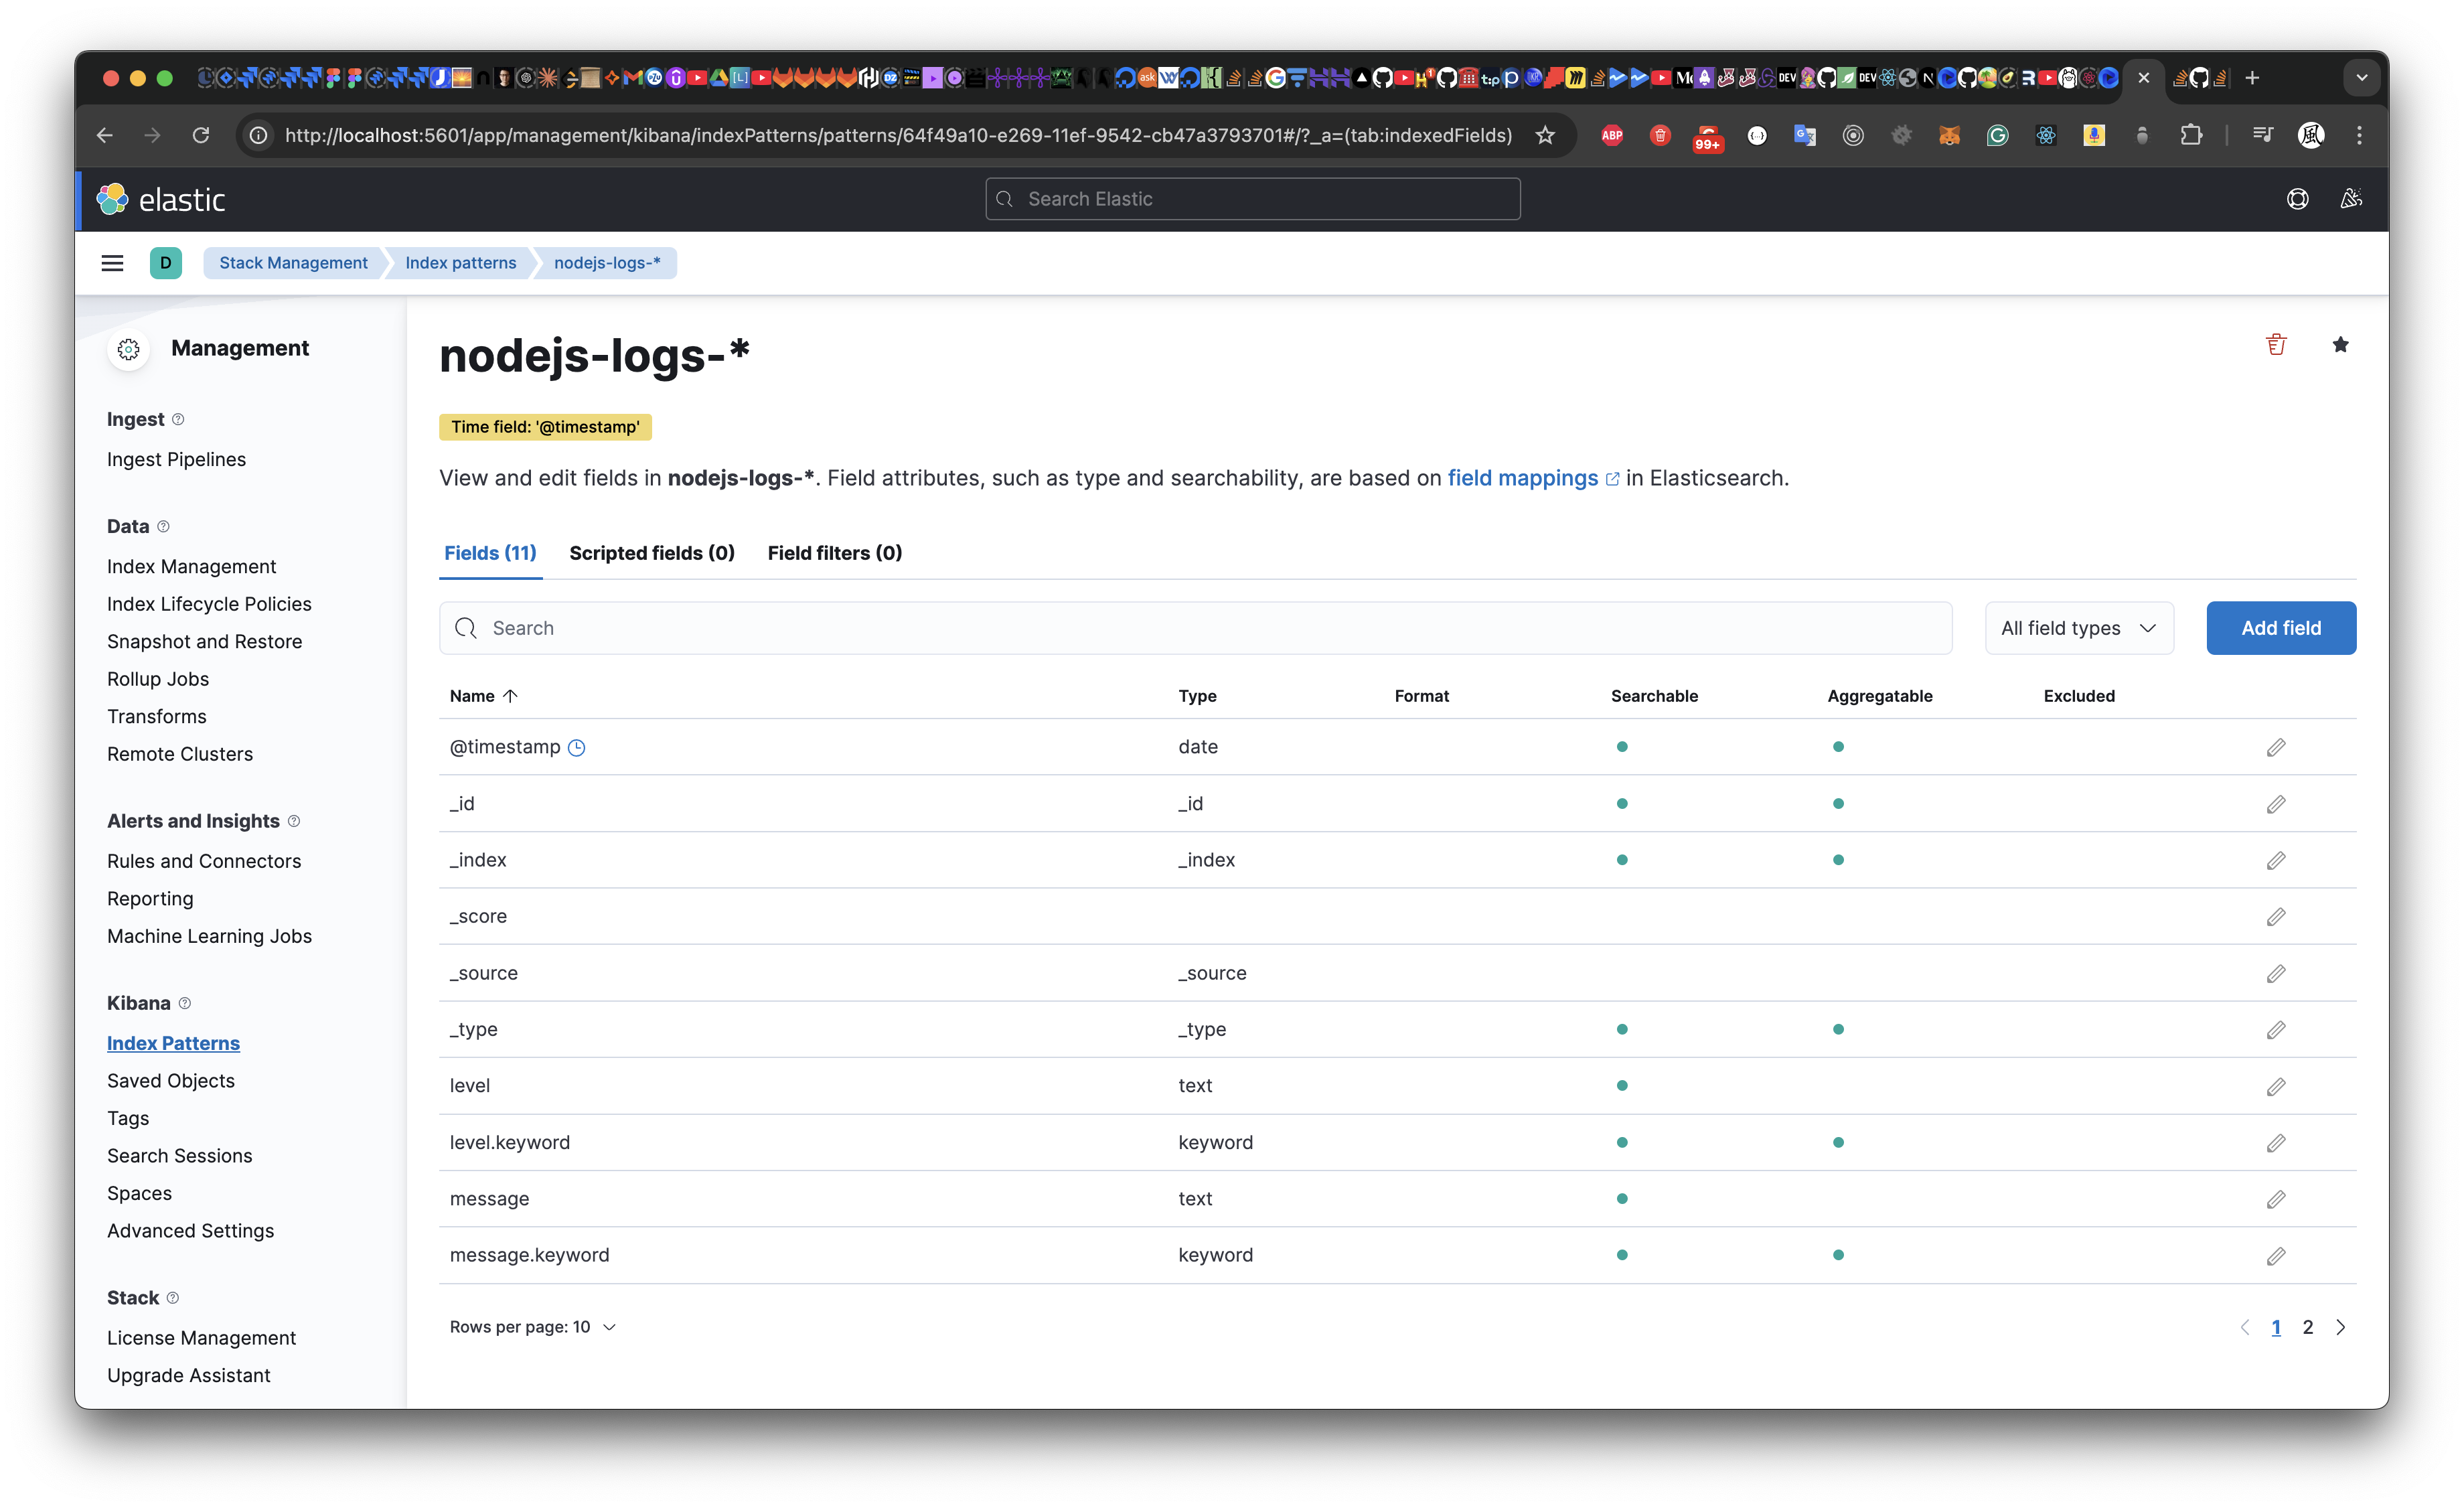 http://localhost:5601/app/management/kibana/indexPatterns/patterns/64f49a10-e269-11ef-9542-cb47a3793701#/?_a=(tab:indexedFields)
ABP
99+
elastic
Search Elastic
D
Stack Management
Index patterns
nodejs-logs-*
Management
Ingest
Ingest Pipelines
Data
Index Management
Index Lifecycle Policies
Snapshot and Restore
Rollup Jobs
Transforms
Remote Clusters
Alerts and Insights
Rules and Connectors
Reporting
Machine Learning Jobs
Kibana
Index Patterns
Saved Objects
Tags
Search Sessions
Spaces
Advanced Settings
Stack
License Management
Upgrade Assistant
nodejs-logs-*
Time field: '@timestamp'
View and edit fields in nodejs-logs-*. Field attributes, such as type and searchability, are based on field mappings in Elasticsearch.
Fields (11) Scripted fields (0) Field filters (0)
Search
All field types
Add field
Name Type Format Searchable Aggregatable Excluded
@timestamp date
_id _id
_index _index
_score
_source _source
_type _type
level text
level.keyword keyword
message text
message.keyword keyword
Rows per page: 10
1 2